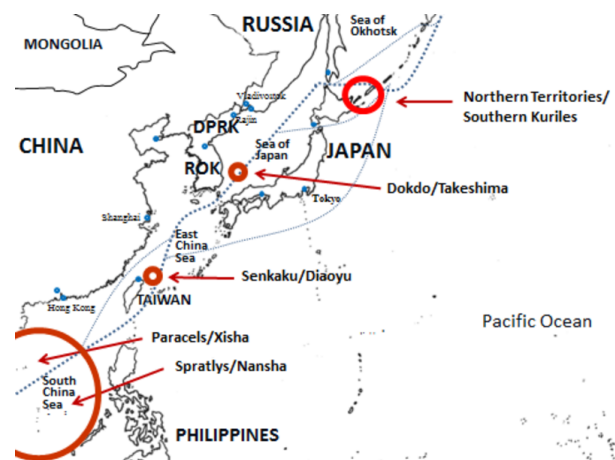 RUSSIA
Sea of
Okhotsk
MONGOLIA
Northern Territories/
Southern Kuriles
Vladivostok
Rajin
DPRK
CHINA
Sea of
Japan
JAPAN
ROK
Dokdo/Takeshima
Tokyo
Shanghai
East
China
Sea
Senkaku/Diaoyu
TAIWAN
Hong Kong
Pacific Ocean
Paracels/Xisha
Spratlys/Nansha
South
China
Sea
PHILIPPINES